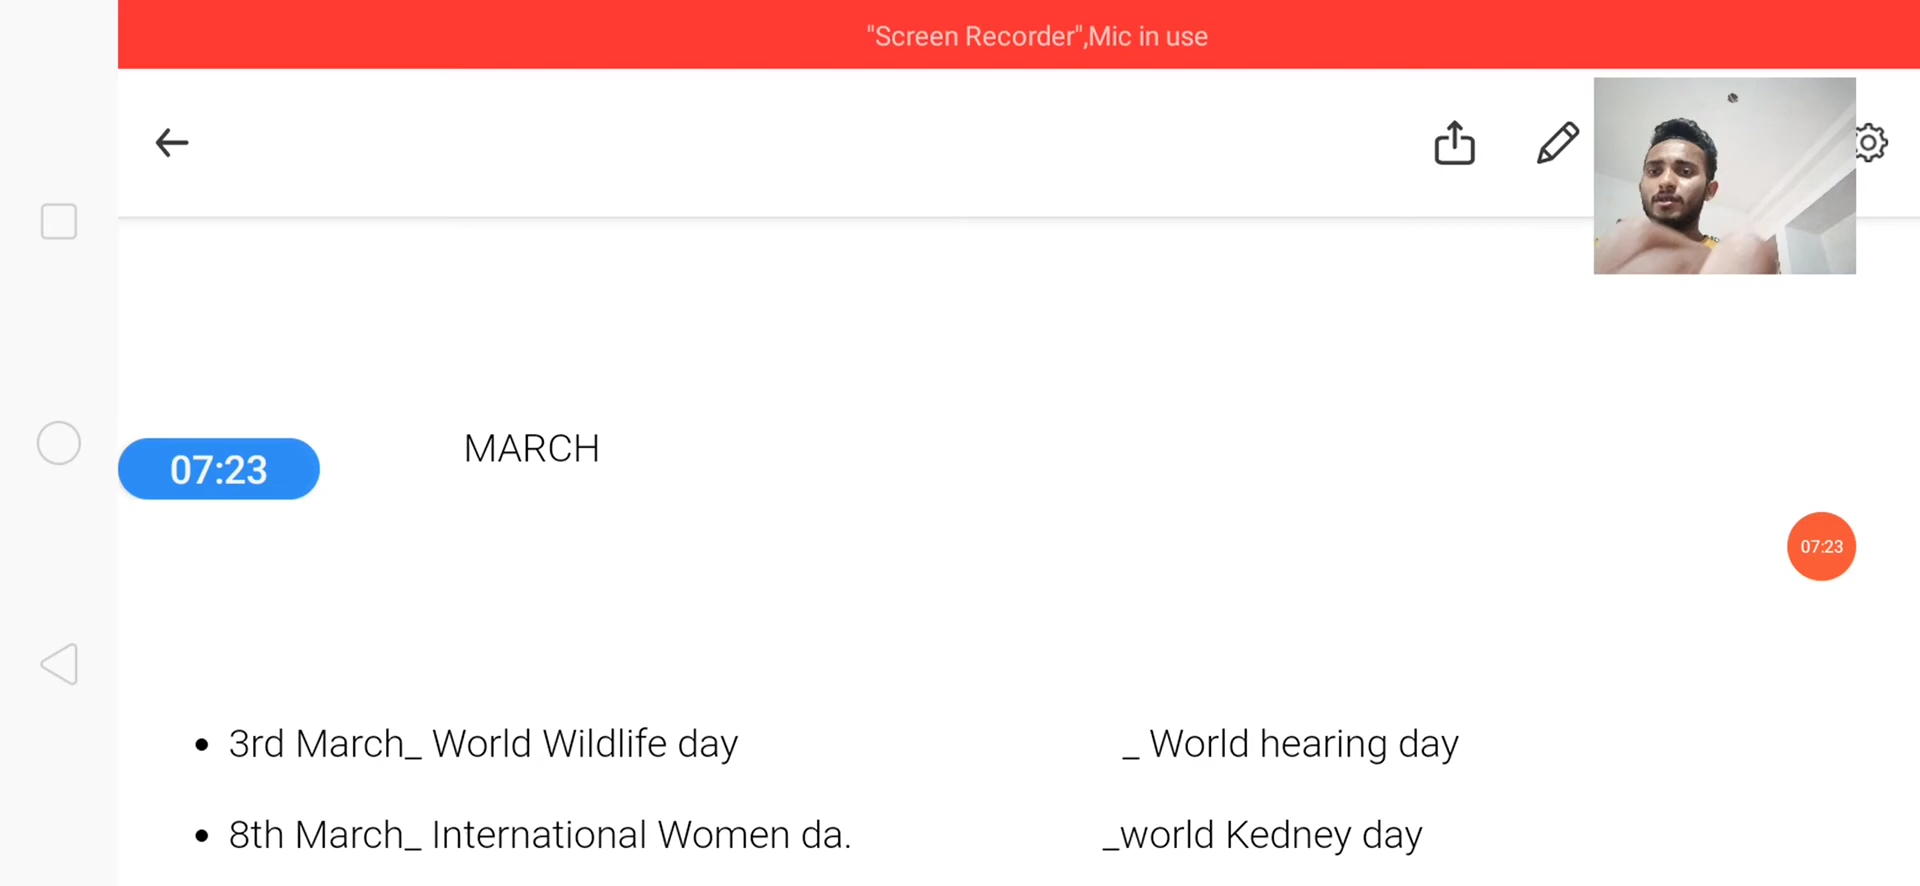 "Screen Recorder",Mic in use
07:23
MARCH
07:23
3rd March_ World Wildlife day _ World hearing day
8th March_ International Women da. _world Kedney day